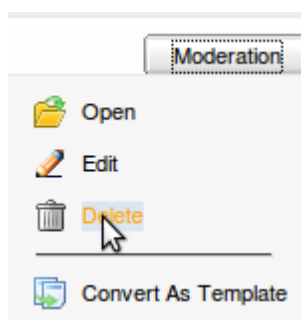 Moderation
Open
Edit
Delete
Convert As Template